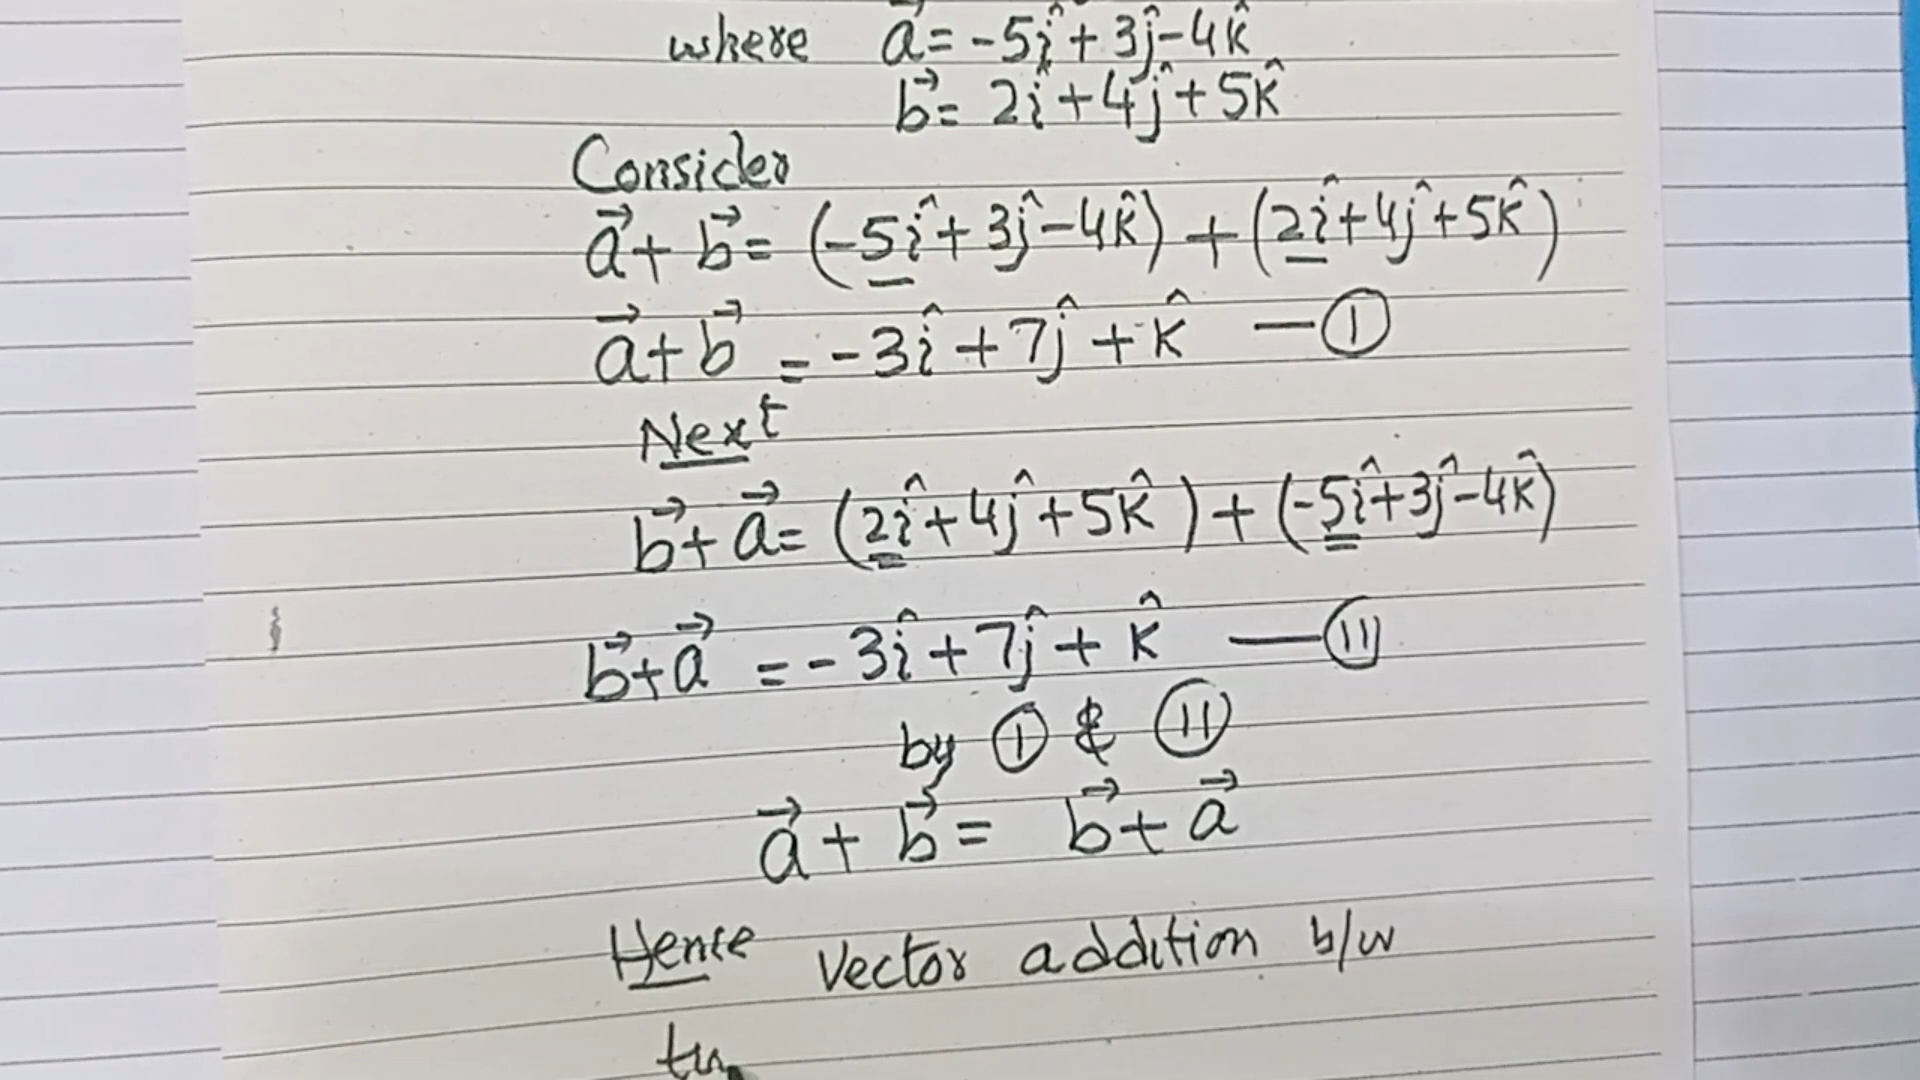 where a⃗ = -5î + 3ĵ - 4k̂
b⃗ = 2î + 4ĵ + 5k̂
Consider
a⃗ + b⃗ = (-5î + 3ĵ - 4k̂) + (2î + 4ĵ + 5k̂)
a⃗ + b⃗ = -3î + 7ĵ + k̂ — (I)
Next
b⃗ + a⃗ = (2î + 4ĵ + 5k̂) + (-5î + 3ĵ - 4k̂)
b⃗ + a⃗ = -3î + 7ĵ + k̂ — (II)
by (I) & (II)
a⃗ + b⃗ = b⃗ + a⃗
Hence vector addition b/w